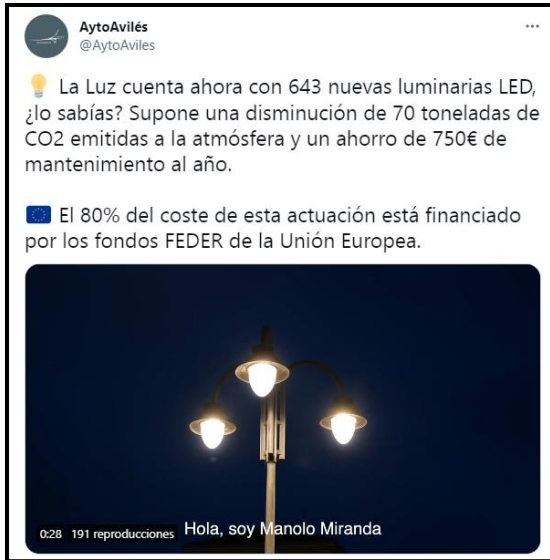 AytoAvilés
@AytoAviles
💡 La Luz cuenta ahora con 643 nuevas luminarias LED,
¿lo sabías? Supone una disminución de 70 toneladas de
CO2 emitidas a la atmósfera y un ahorro de 750€ de
mantenimiento al año.
🇪🇺 El 80% del coste de esta actuación está financiado
por los fondos FEDER de la Unión Europea.
0:28 191 reproducciones Hola, soy Manolo Miranda